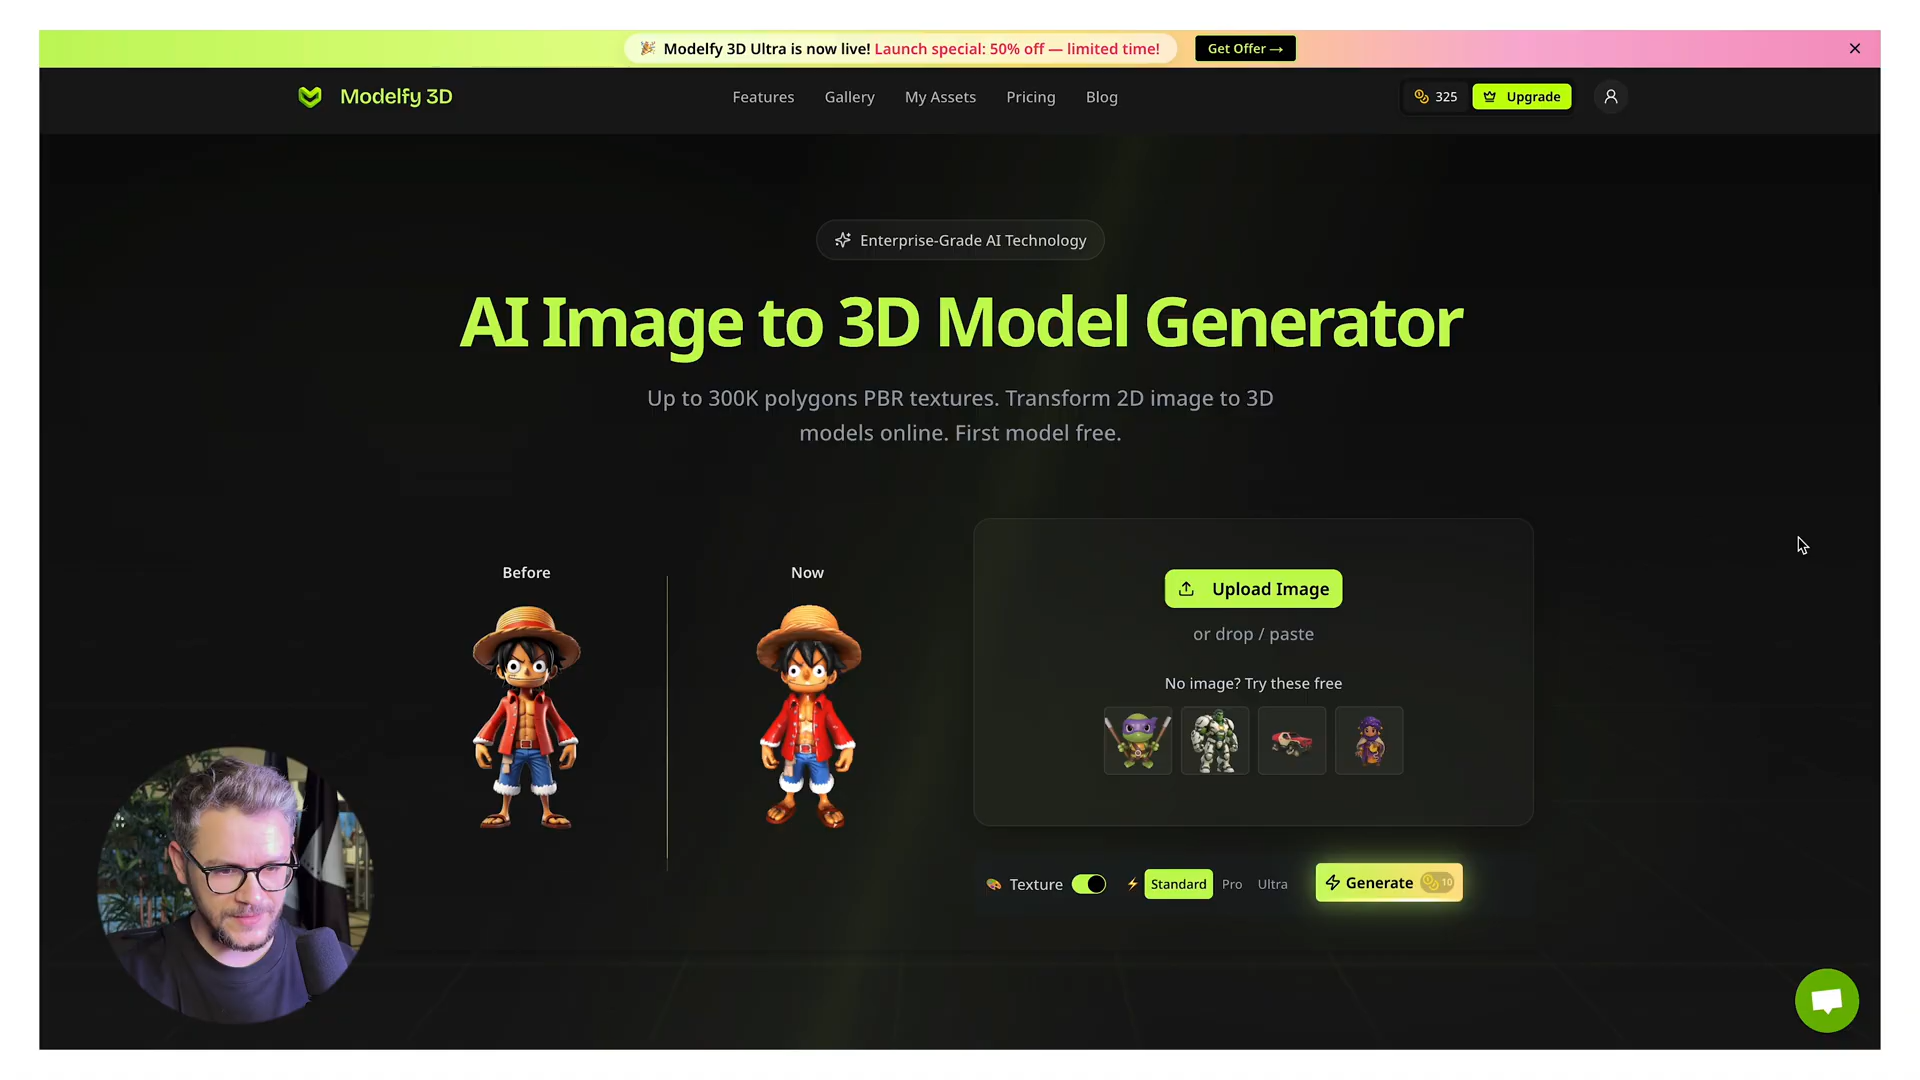 Modelfy 3D Ultra is now live! Launch special: 50% off — limited time!
Get Offer →
Modelfy 3D
Features
Gallery
My Assets
Pricing
Blog
325
Upgrade
Enterprise-Grade AI Technology
AI Image to 3D Model Generator
Up to 300K polygons PBR textures. Transform 2D image to 3D
models online. First model free.
Before
Now
Upload Image
or drop / paste
No image? Try these free
Texture
Standard
Pro
Ultra
Generate
10